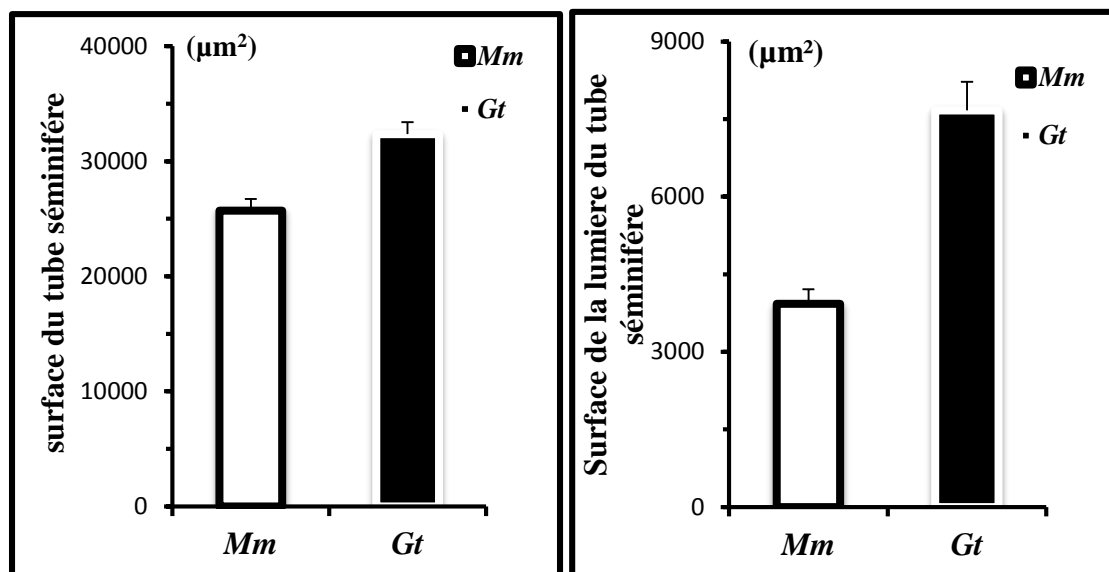 surface du tube séminifére
(µm²)
40000
30000
20000
10000
0
Mm
Gt
Mm
Gt
Surface de la lumiere du tube
séminifére
(µm²)
9000
6000
3000
0
Mm
Gt
Mm
Gt